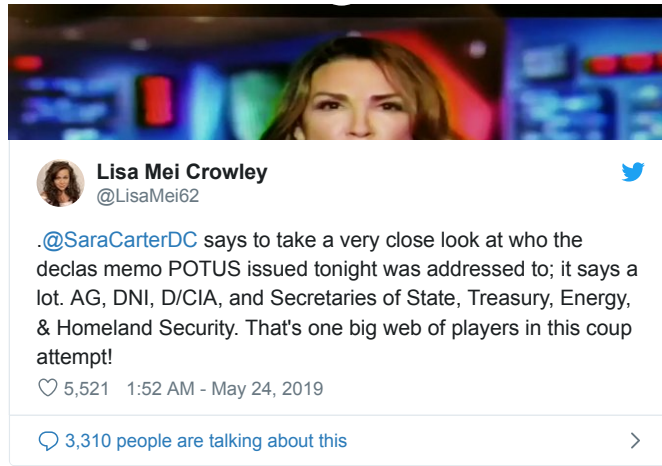 Lisa Mei Crowley
@LisaMei62
.@SaraCarterDC says to take a very close look at who the
declas memo POTUS issued tonight was addressed to; it says a
lot. AG, DNI, D/CIA, and Secretaries of State, Treasury, Energy,
& Homeland Security. That's one big web of players in this coup
attempt!
5,521 1:52 AM - May 24, 2019
3,310 people are talking about this